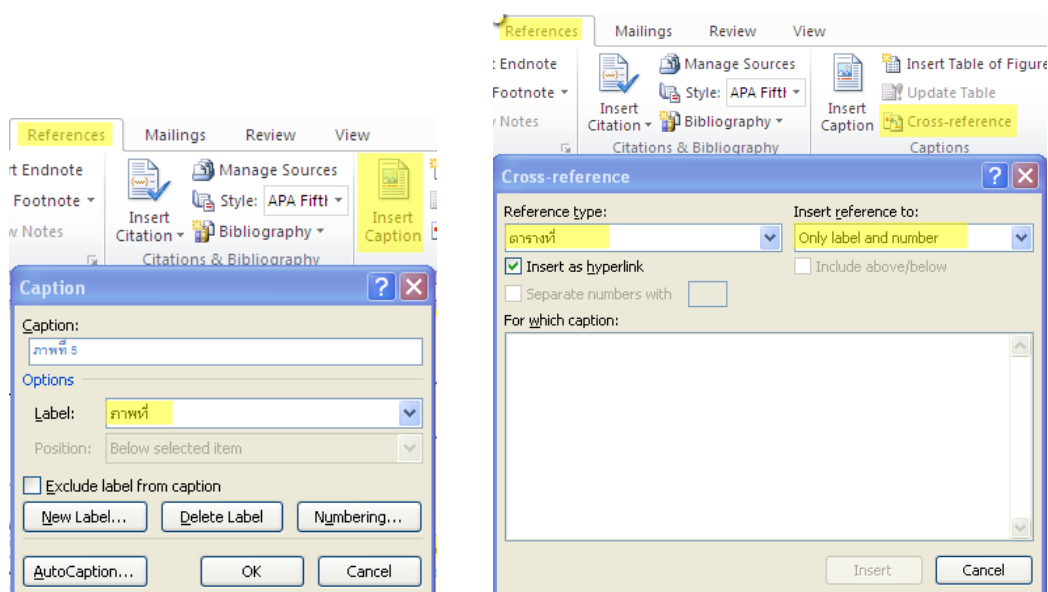 References Mailings Review View
rt Endnote
Footnote
w Notes
Insert Citation
Manage Sources
Style: APA Fiftl
Bibliography
Insert Caption
Citations & Bibliography
Caption
Caption:
ภาพที่ 5
Options
Label: ภาพที่
Position: Below selected item
Exclude label from caption
New Label... Delete Label Numbering...
AutoCaption... OK Cancel
References Mailings Review View
t Endnote
Footnote
v Notes
Insert Citation
Manage Sources
Style: APA Fiftl
Bibliography
Insert Caption
Insert Table of Figure
Update Table
Cross-reference
Citations & Bibliography
Captions
Cross-reference
Reference type: Insert reference to:
ตารางที่ Only label and number
Insert as hyperlink Include above/below
Separate numbers with
For which caption:
Insert Cancel